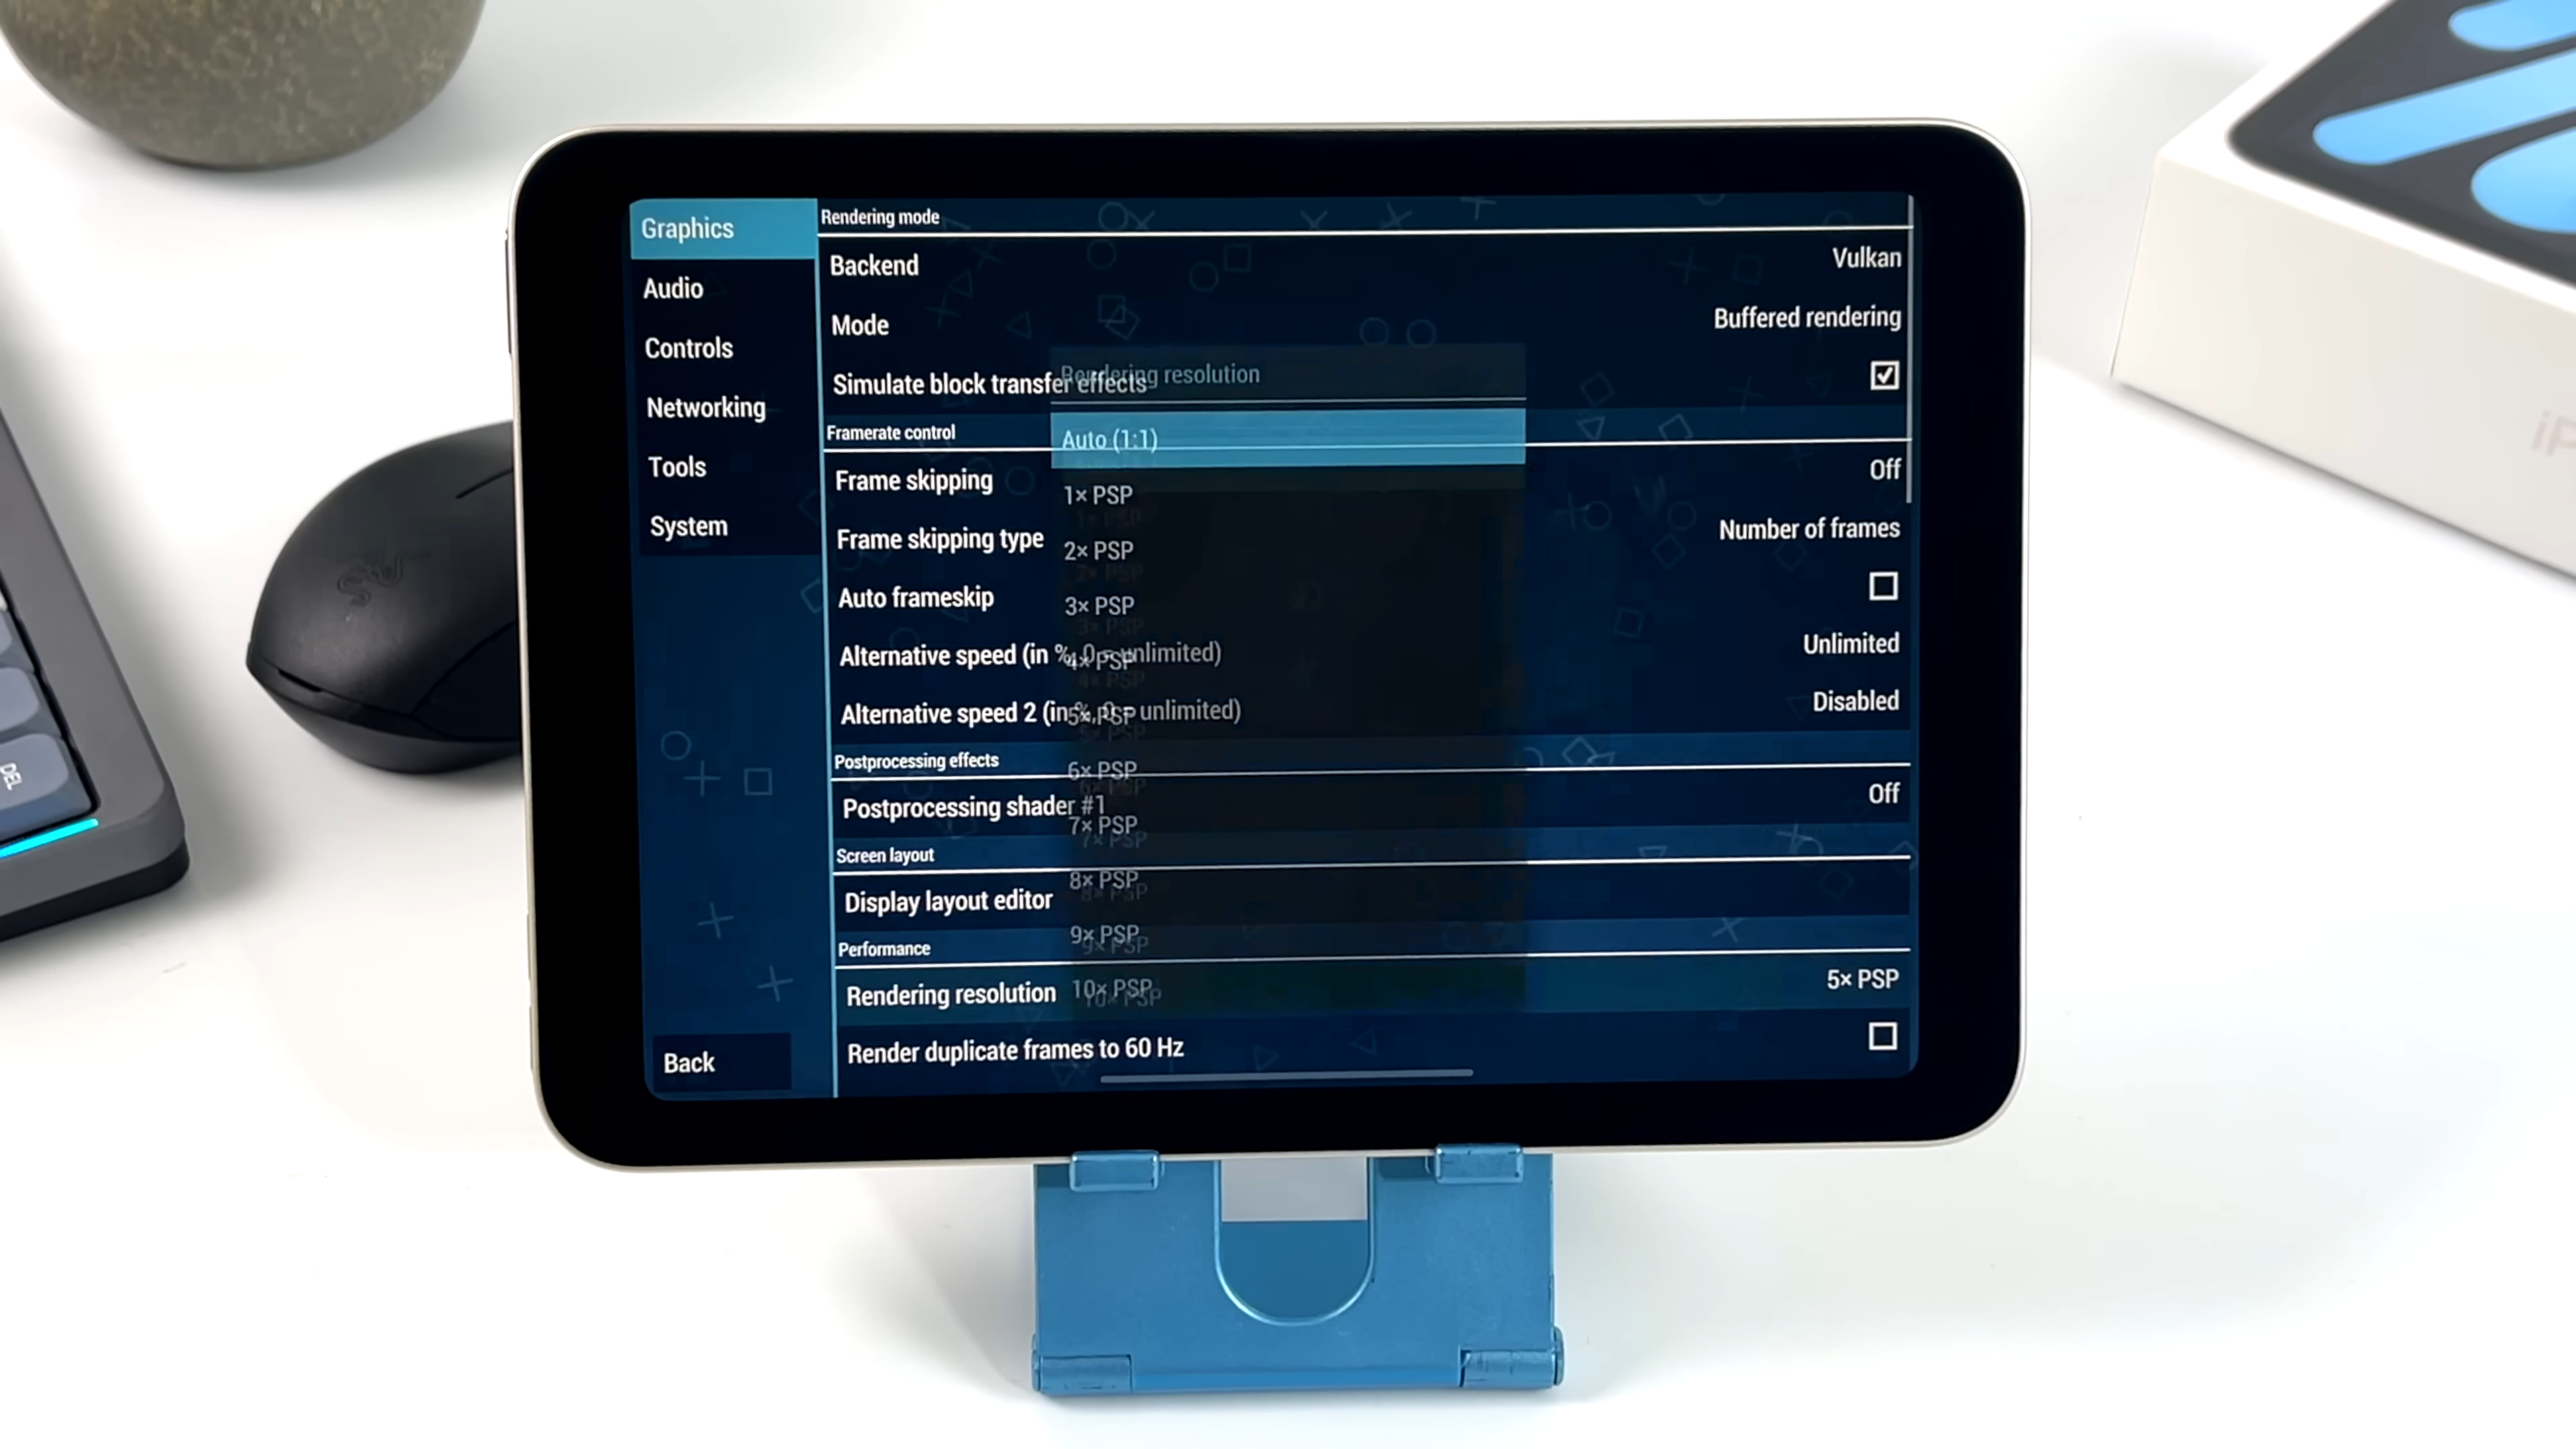 Graphics
Audio
Controls
Networking
Tools
System
Back
Rendering mode
Backend Vulkan
Mode Buffered rendering
Simulate block transfer effects
Framerate control
Frame skipping Off
Frame skipping type Number of frames
Auto frameskip
Alternative speed (in %, 0 = unlimited) Unlimited
Alternative speed 2 (in %, 0 = unlimited) Disabled
Postprocessing effects
Postprocessing shader #1 Off
Screen layout
Display layout editor
Performance
Rendering resolution 5× PSP
Render duplicate frames to 60 Hz
Rendering resolution
Auto (1:1)
1× PSP
2× PSP
3× PSP
4× PSP
5× PSP
6× PSP
7× PSP
8× PSP
9× PSP
10× PSP
DEL